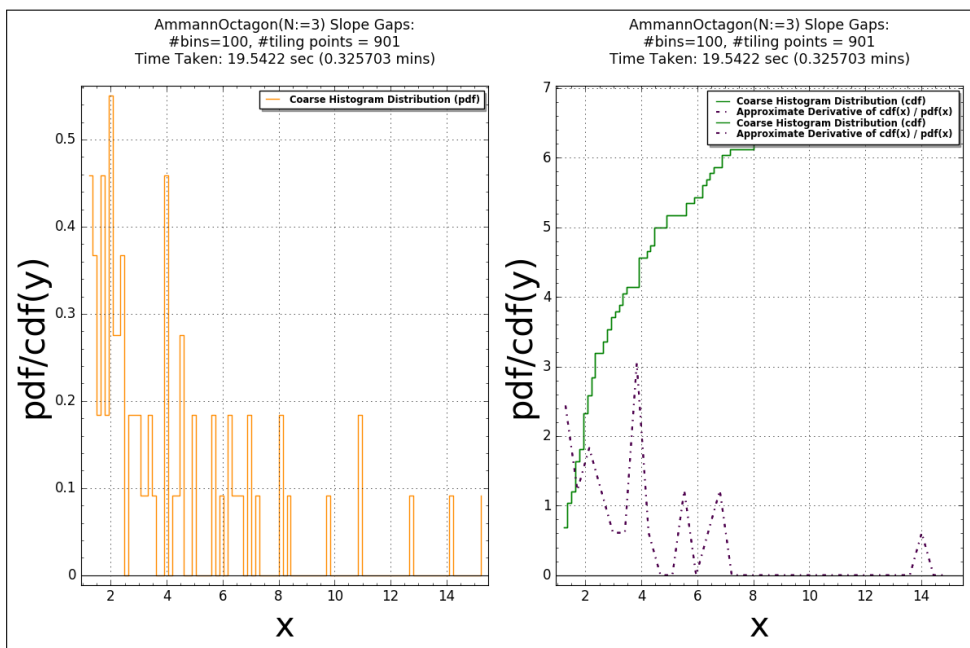 AmmannOctagon(N:=3) Slope Gaps:
#bins=100, #tiling points = 901
Time Taken: 19.5422 sec (0.325703 mins)
Coarse Histogram Distribution (pdf)
pdf/cdf(y)
0.5
0.4
0.3
0.2
0.1
0
2 4 6 8 10 12 14
x
AmmannOctagon(N:=3) Slope Gaps:
#bins=100, #tiling points = 901
Time Taken: 19.5422 sec (0.325703 mins)
Coarse Histogram Distribution (cdf)
Approximate Derivative of cdf(x) / pdf(x)
Coarse Histogram Distribution (cdf)
Approximate Derivative of cdf(x) / pdf(x)
pdf/cdf(y)
7
6
5
4
3
2
1
0
2 4 6 8 10 12 14
x